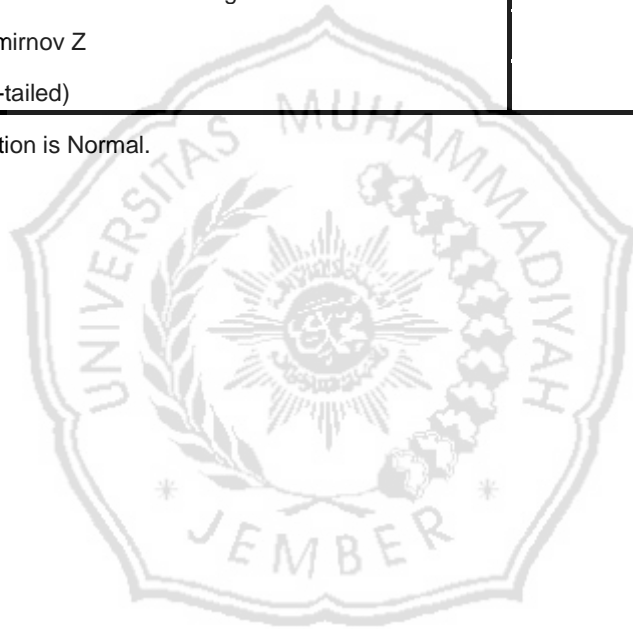 mirnov Z
-tailed)
tion is Normal.
UNIVERSITAS MUHAMMADIYAH
JEMBER